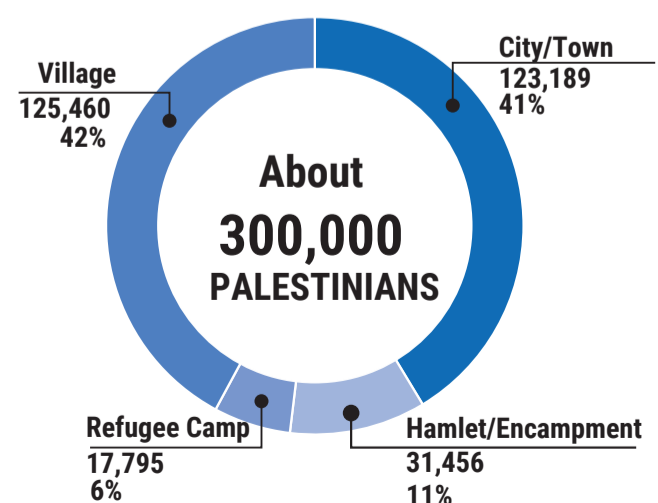 City/Town
123,189
41%
Village
125,460
42%
About
300,000
PALESTINIANS
Refugee Camp
17,795
6%
Hamlet/Encampment
31,456
11%